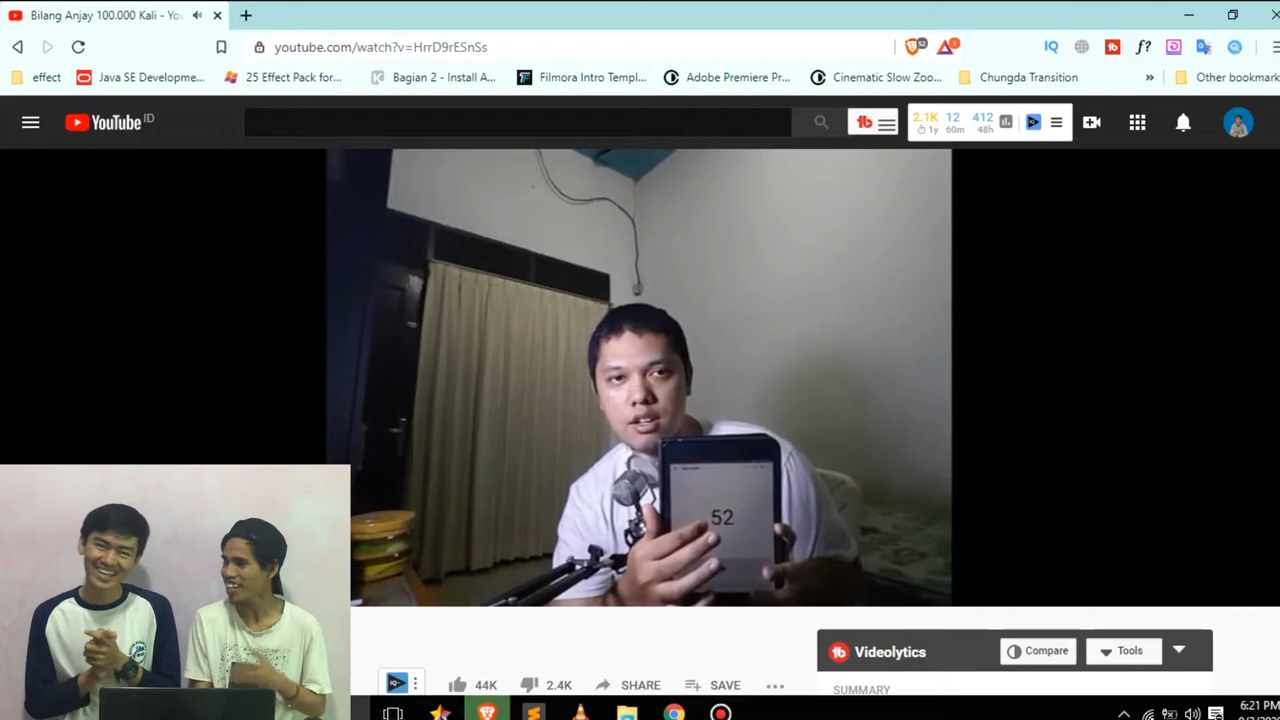 Bilang Anjay 100.000 Kali - You
youtube.com/watch?v=HrrD9rESnSs
effect
Java SE Developme...
25 Effect Pack for...
Bagian 2 - Install A...
Filmora Intro Templ...
Adobe Premiere Pr...
Cinematic Slow Zoo...
Chungda Transition
»
Other bookmark
YouTube ID
tb
2.1K 12 412
1y 60m 48h
52
Videolytics
Compare
Tools
SUMMARY
44K
2.4K
SHARE
SAVE
6:21 PM